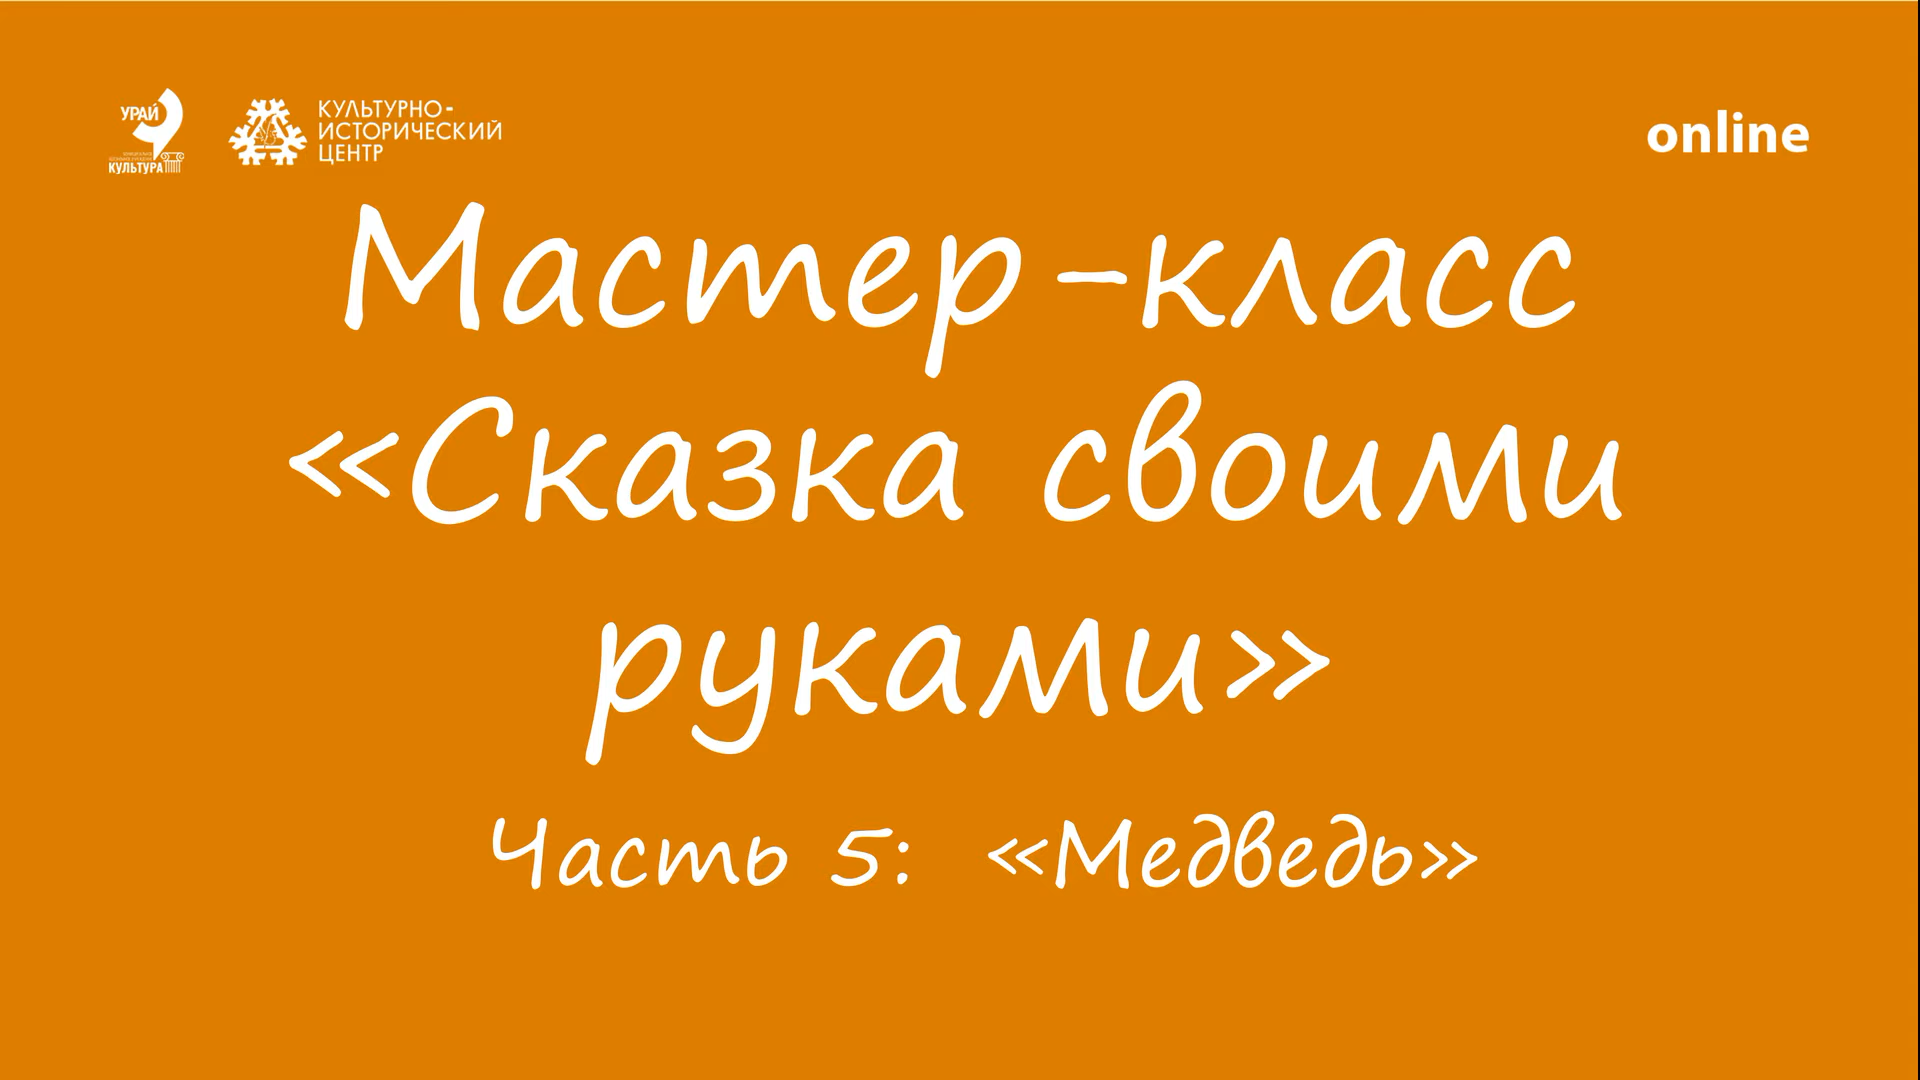 УРАЙ
КУЛЬТУРА
КУЛЬТУРНО-
ИСТОРИЧЕСКИЙ
ЦЕНТР
online
Мастер-класс
«Сказка своими
руками»
Часть 5: «Медведь»